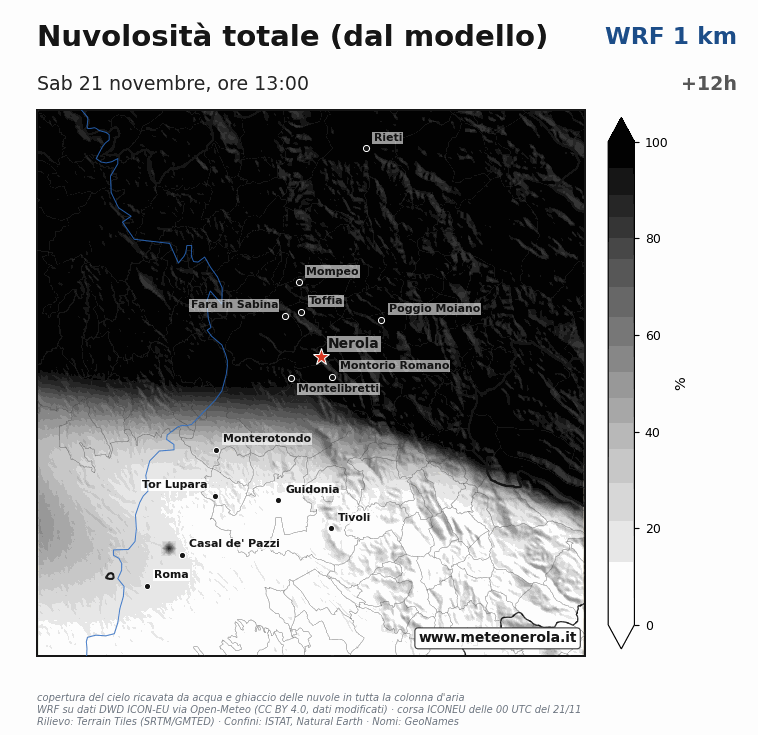 Nuvolosità totale (dal modello)
WRF 1 km
Sab 21 novembre, ore 13:00
+12h
Rieti
Mompeo
Toffia
Fara in Sabina
Poggio Moiano
Nerola
Montorio Romano
Montelibretti
Monterotondo
Tor Lupara
Guidonia
Tivoli
Casal de' Pazzi
Roma
www.meteonerola.it
100
80
60
40
20
0
%
copertura del cielo ricavata da acqua e ghiaccio delle nuvole in tutta la colonna d'aria
WRF su dati DWD ICON-EU via Open-Meteo (CC BY 4.0, dati modificati) · corsa ICONEU delle 00 UTC del 21/11
Rilievo: Terrain Tiles (SRTM/GMTED) · Confini: ISTAT, Natural Earth · Nomi: GeoNames